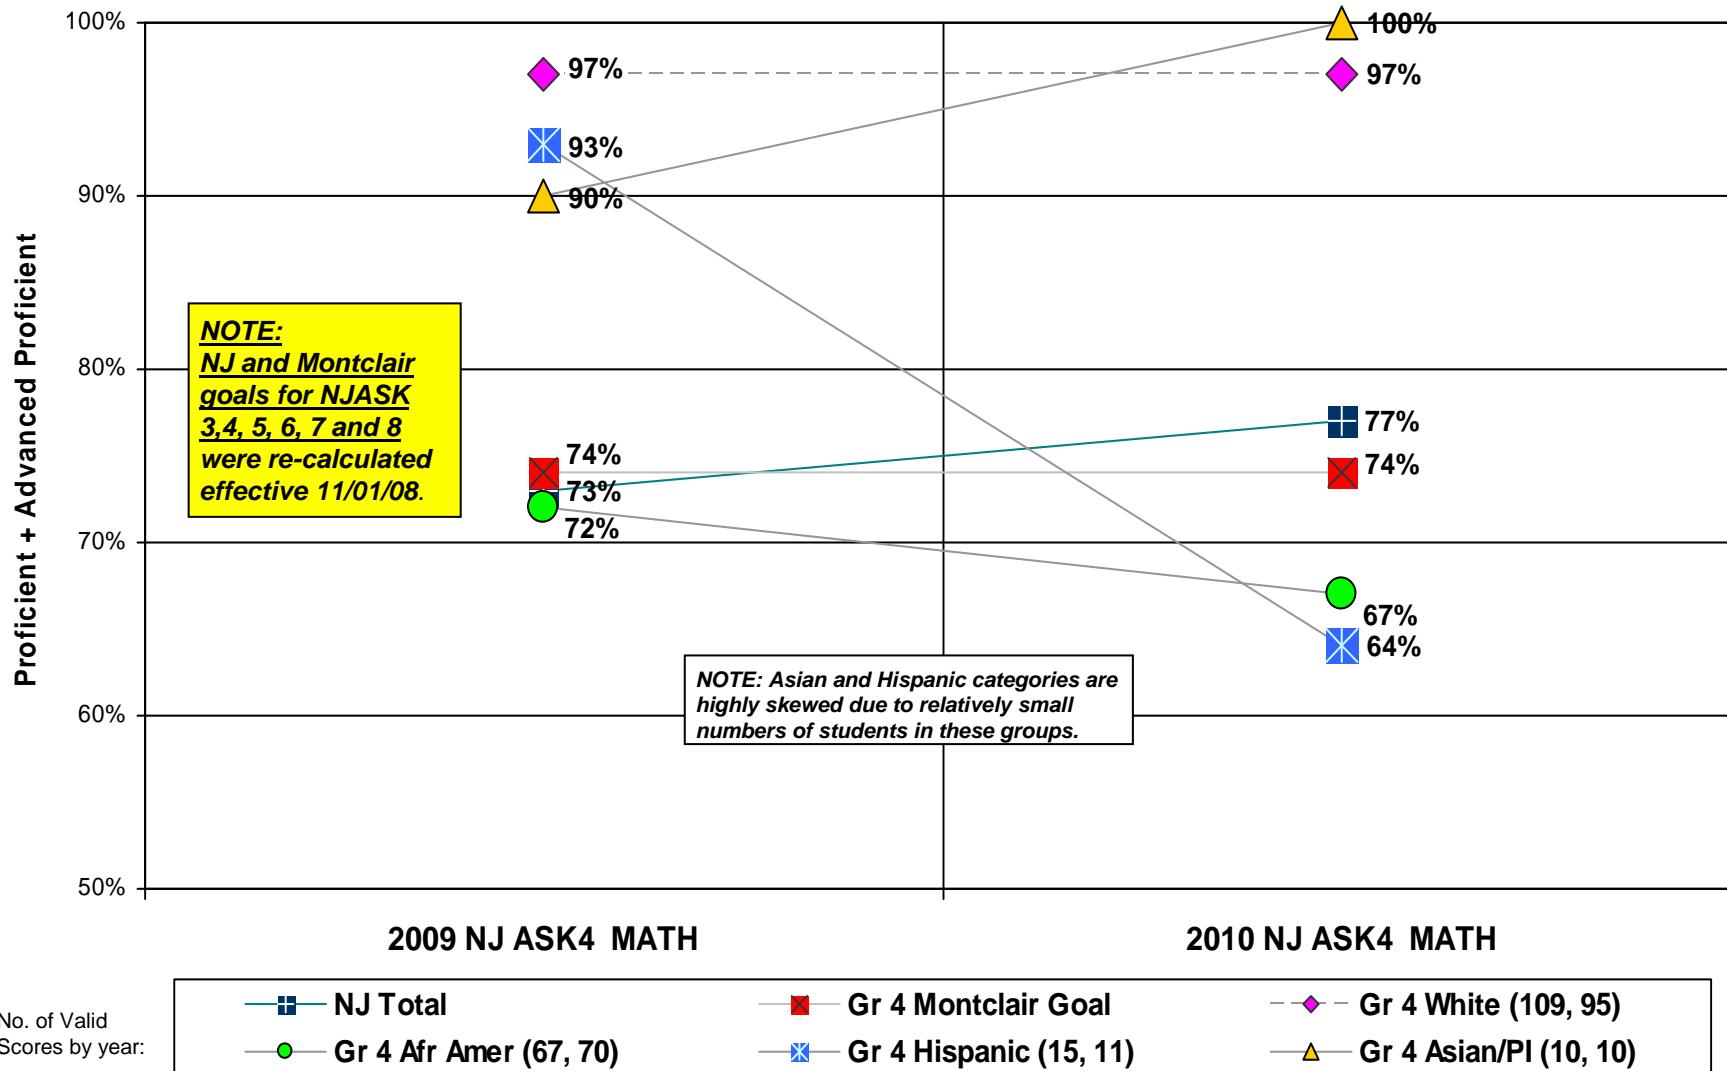 100%
90%
80%
70%
60%
50%
Proficient + Advanced Proficient
97%
93%
90%
74%
73%
72%
100%
97%
77%
74%
67%
64%
NOTE:
NJ and Montclair
goals for NJASK
3,4, 5, 6, 7 and 8
were re-calculated
effective 11/01/08.
NOTE: Asian and Hispanic categories are
highly skewed due to relatively small
numbers of students in these groups.
2009 NJ ASK4 MATH
2010 NJ ASK4 MATH
No. of Valid
Scores by year:
NJ Total
Gr 4 Montclair Goal
Gr 4 White (109, 95)
Gr 4 Afr Amer (67, 70)
Gr 4 Hispanic (15, 11)
Gr 4 Asian/PI (10, 10)